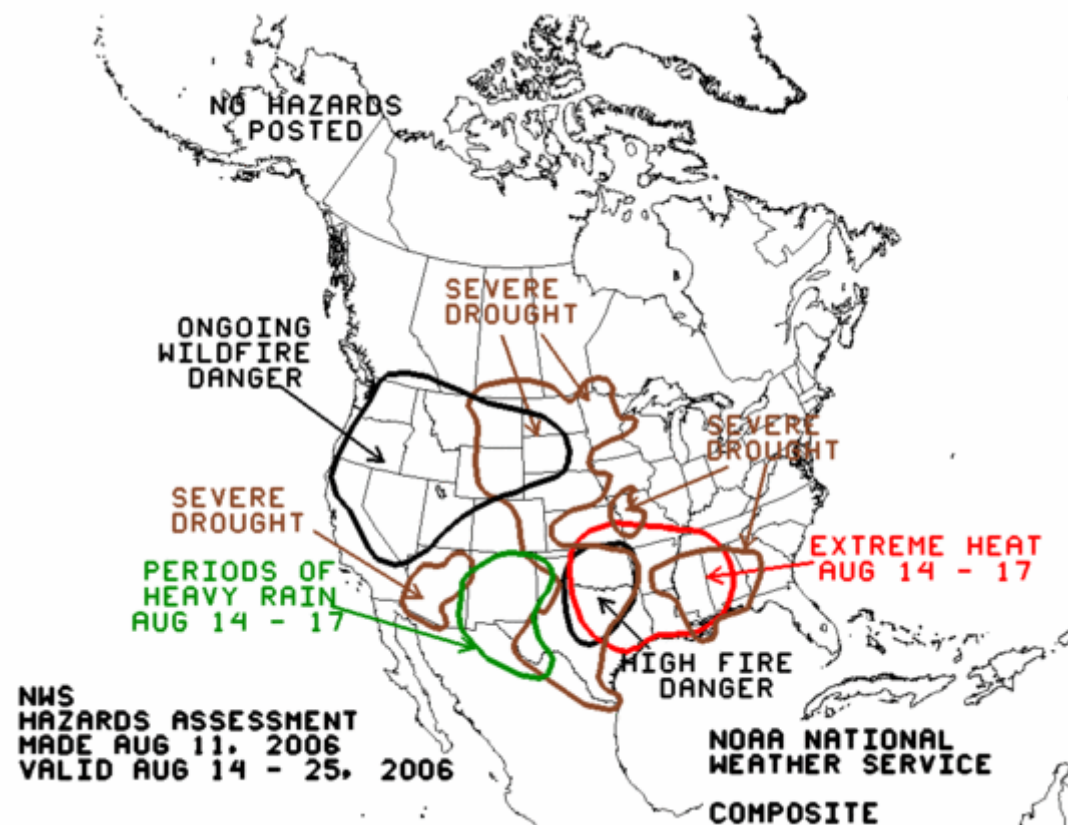 NO HAZARDS
POSTED
SEVERE
DROUGHT
ONGOING
WILDFIRE
DANGER
SEVERE
DROUGHT
SEVERE
DROUGHT
EXTREME HEAT
AUG 14 - 17
PERIODS OF
HEAVY RAIN
AUG 14 - 17
HIGH FIRE
DANGER
NWS
HAZARDS ASSESSMENT
MADE AUG 11. 2006
VALID AUG 14 - 25, 2006
NOAA NATIONAL
WEATHER SERVICE
COMPOSITE